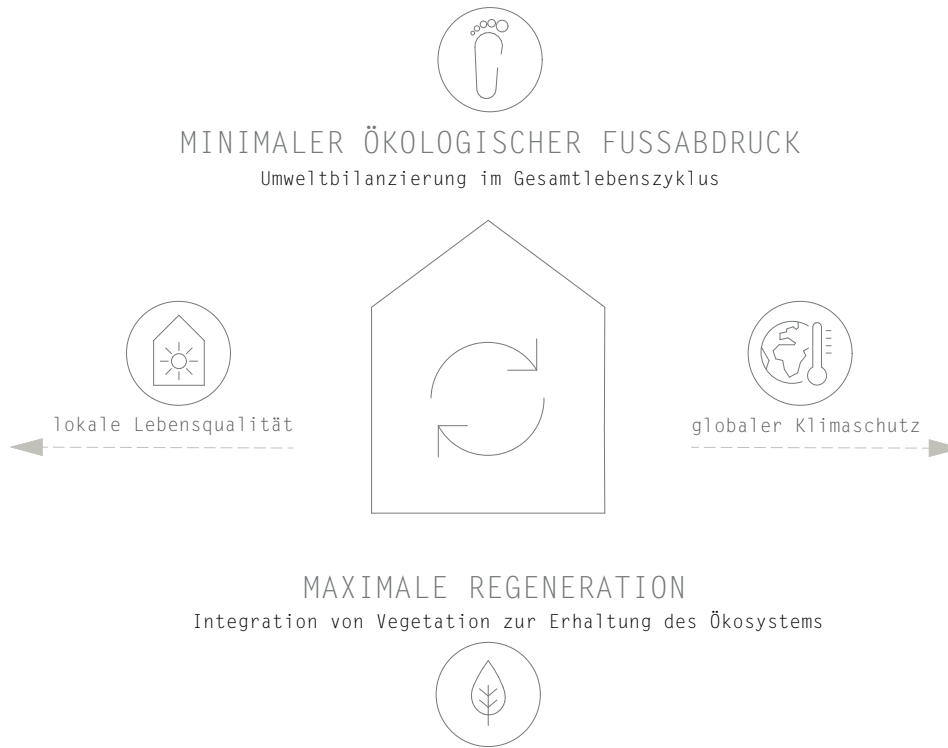 MINIMALER ÖKOLOGISCHER FUSSABDRUCK
Umweltbilanzierung im Gesamtlebenszyklus
lokale Lebensqualität
globaler Klimaschutz
MAXIMALE REGENERATION
Integration von Vegetation zur Erhaltung des Ökosystems